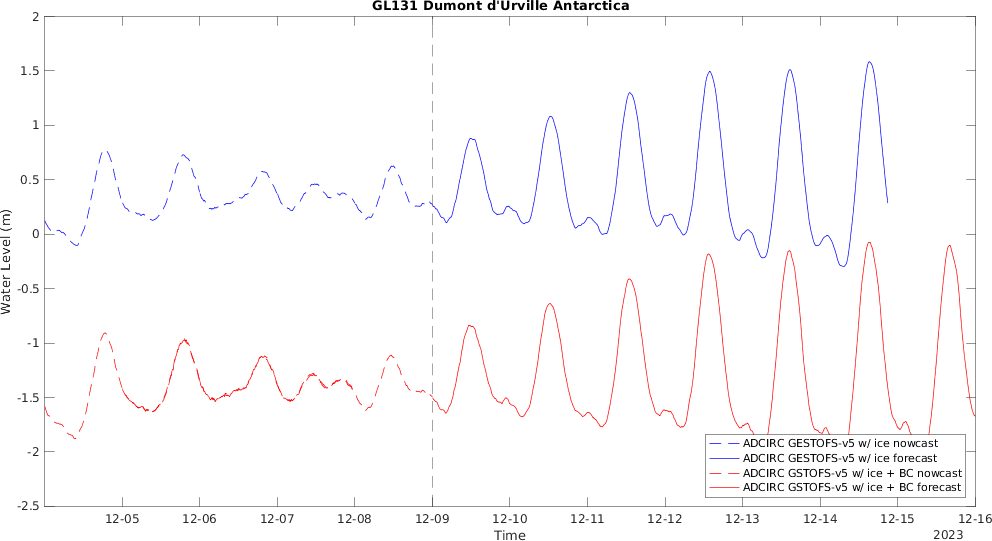 GL131 Dumont d'Urville Antarctica
2
1.5
1
0.5
0
-0.5
-1
-1.5
-2
-2.5
Water Level (m)
ADCIRC GESTOFS-v5 w/ ice nowcast
ADCIRC GESTOFS-v5 w/ ice forecast
ADCIRC GSTOFS-v5 w/ ice + BC nowcast
ADCIRC GSTOFS-v5 w/ ice + BC forecast
12-05 12-06 12-07 12-08 12-09 12-10 12-11 12-12 12-13 12-14 12-15 12-16
Time
2023